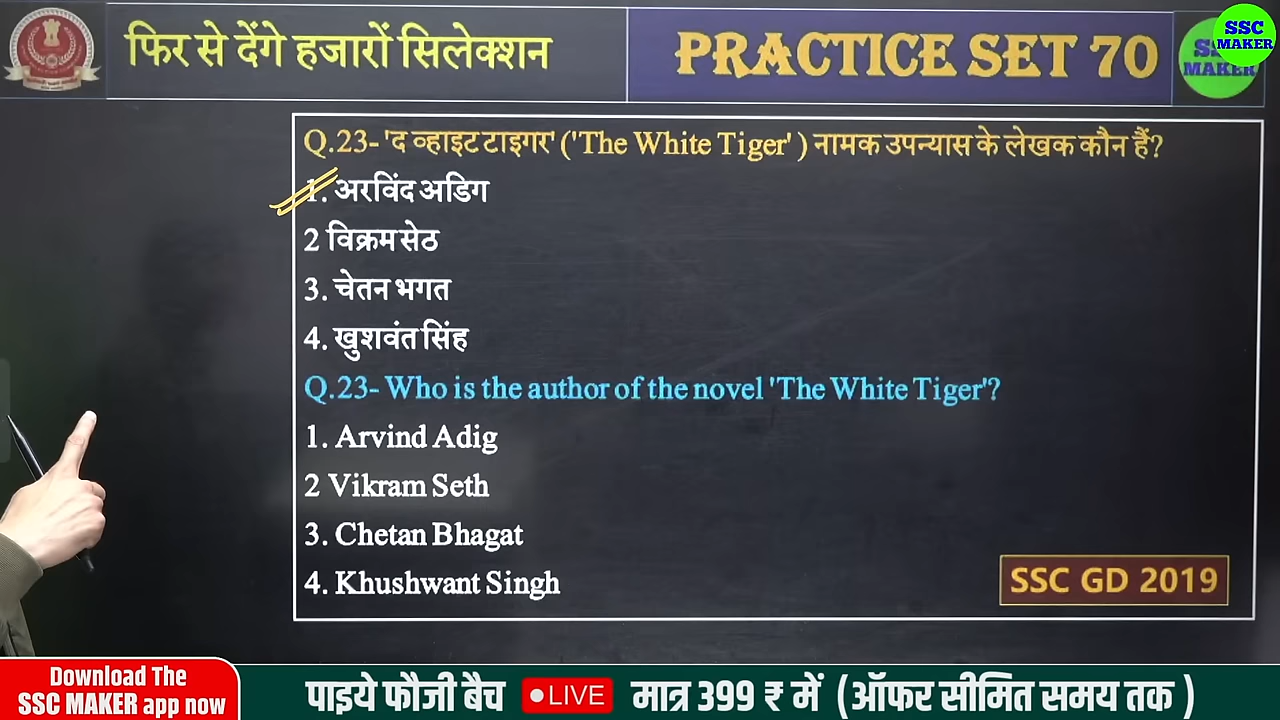 फिर से देंगे हजारों सिलेक्शन
PRACTICE SET 70
SSC
MAKER
Q.23- 'द व्हाइट टाइगर' ('The White Tiger' ) नामक उपन्यास के लेखक कौन हैं?
1. अरविंद अडिग
2 विक्रम सेठ
3. चेतन भगत
4. खुशवंत सिंह
Q.23- Who is the author of the novel 'The White Tiger'?
1. Arvind Adig
2 Vikram Seth
3. Chetan Bhagat
4. Khushwant Singh
SSC GD 2019
Download The
SSC MAKER app now
पाइये फौजी बैच LIVE मात्र 399 ₹ में (ऑफर सीमित समय तक )